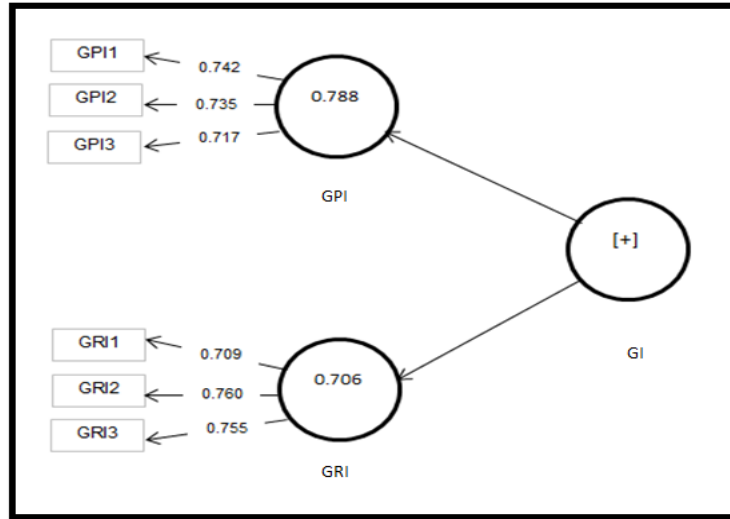 GPI1
0.742
GPI2
0.735
0.788
GPI3
0.717
GPI
[+]
GI
GRI1
0.709
GRI2
0.760
0.706
GRI3
0.755
GRI